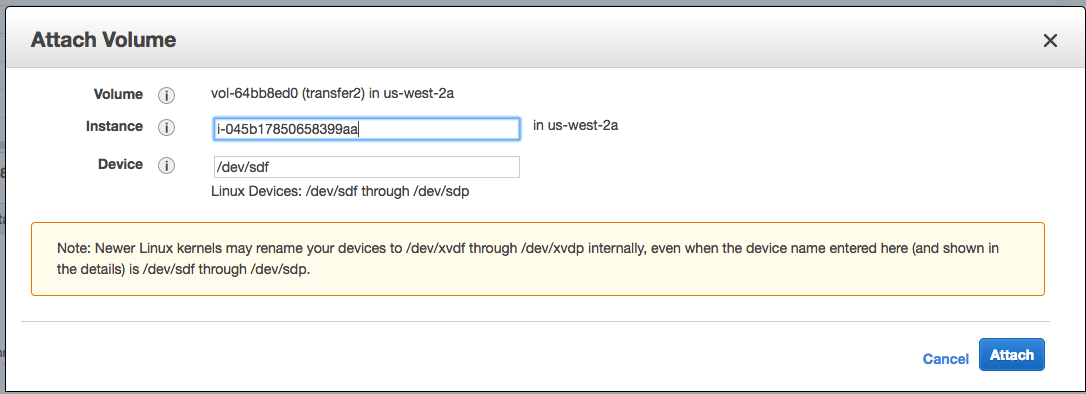 Attach Volume
Volume vol-64bb8ed0 (transfer2) in us-west-2a
Instance i-045b17850658399aa in us-west-2a
Device /dev/sdf
Linux Devices: /dev/sdf through /dev/sdp
Note: Newer Linux kernels may rename your devices to /dev/xvdf through /dev/xvdp internally, even when the device name entered here (and shown in
the details) is /dev/sdf through /dev/sdp.
Cancel Attach